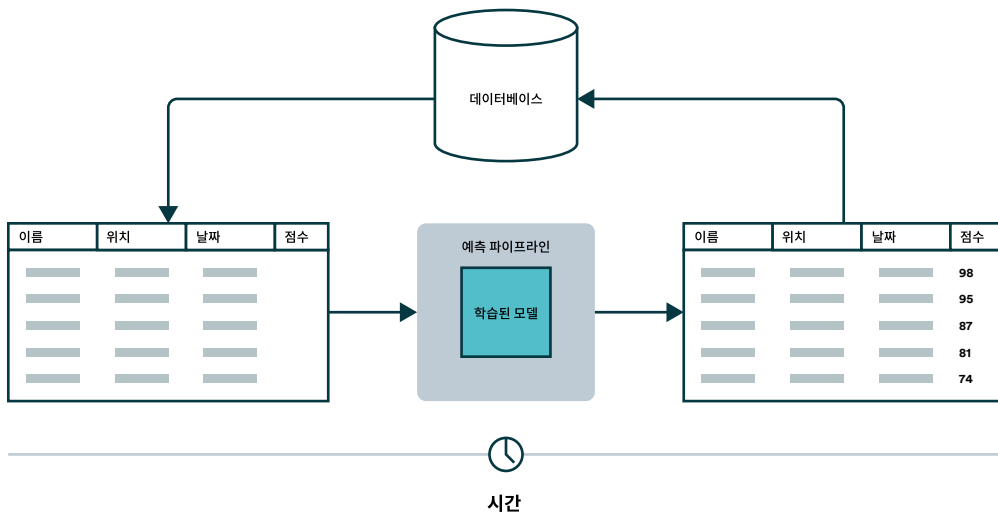 데이터베이스
이름 위치 날짜 점수
예측 파이프라인
학습된 모델
이름 위치 날짜 점수
98
95
87
81
74
시간